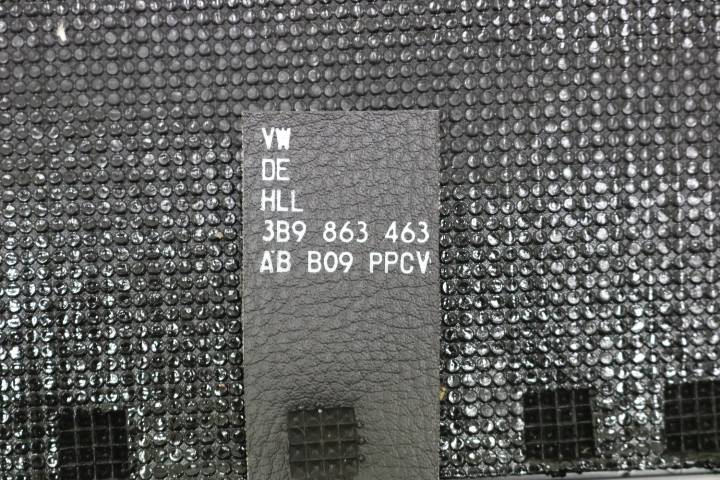 VW
DE
HLL
3B9 863 463
AB B09 PPCV